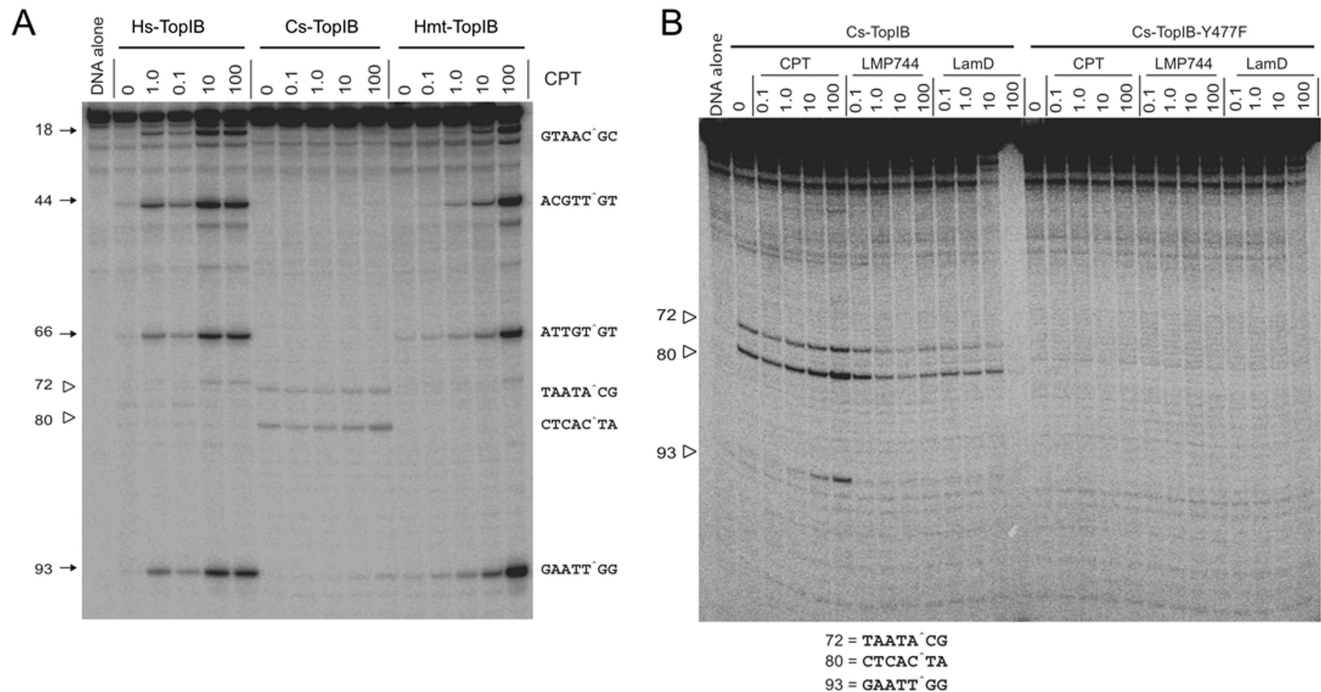 A
Hs-TopIB Cs-TopIB Hmt-TopIB
DNA alone 0 1.0 0.1 10 100 0 0.1 1.0 10 100 0 0.1 1.0 10 100 CPT
18 GTAAC^GC
44 ACGTT^GT
66 ATTGT^GT
72 TAATA^CG
80 CTCAC^TA
93 GAATT^GG
B
Cs-TopIB Cs-TopIB-Y477F
CPT LMP744 LamD CPT LMP744 LamD
DNA alone 0 0.1 1.0 10 100 0.1 1.0 10 100 0.1 1.0 10 100 0 0.1 1.0 10 100 0.1 1.0 10 100 0.1 1.0 10 100
72
80
93
72 = TAATA^CG
80 = CTCAC^TA
93 = GAATT^GG